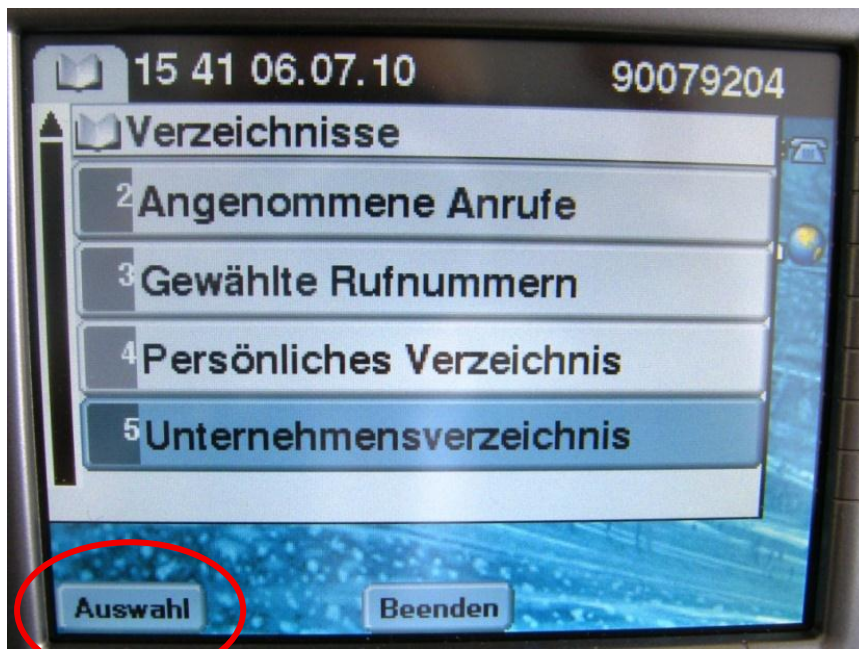 15 41 06.07.10 90079204
Verzeichnisse
2 Angenommene Anrufe
3 Gewählte Rufnummern
4 Persönliches Verzeichnis
5 Unternehmensverzeichnis
Auswahl Beenden